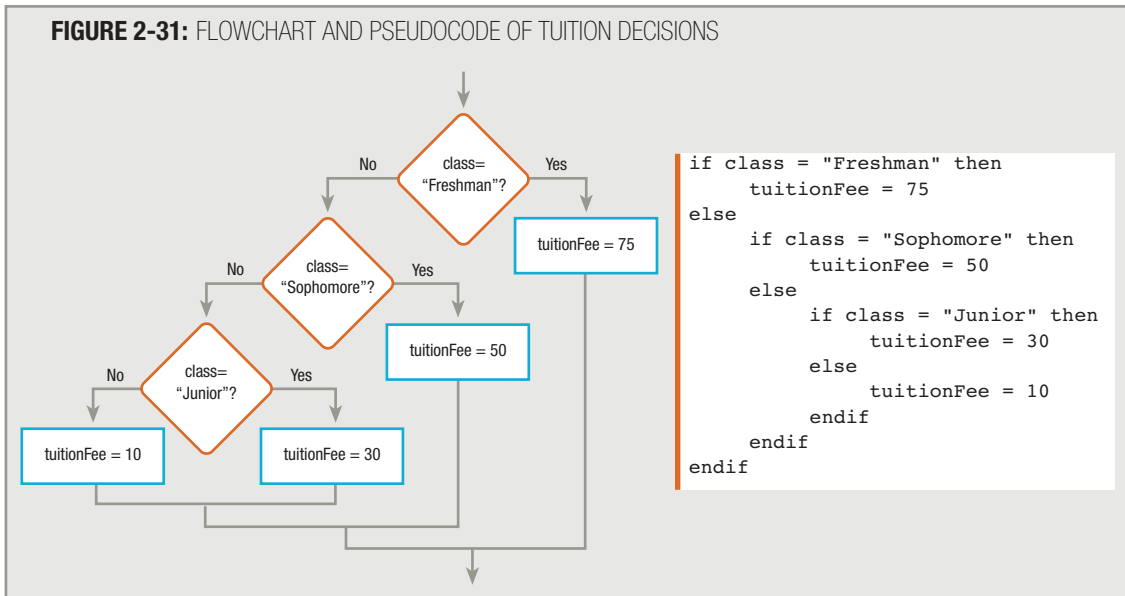 FIGURE 2-31: FLOWCHART AND PSEUDOCODE OF TUITION DECISIONS
class=
“Freshman”?
No
Yes
tuitionFee = 75
class=
“Sophomore”?
No
Yes
tuitionFee = 50
class=
“Junior”?
No
Yes
tuitionFee = 10
tuitionFee = 30
if class = "Freshman" then
     tuitionFee = 75
else
     if class = "Sophomore" then
          tuitionFee = 50
     else
          if class = "Junior" then
               tuitionFee = 30
          else
               tuitionFee = 10
          endif
     endif
endif